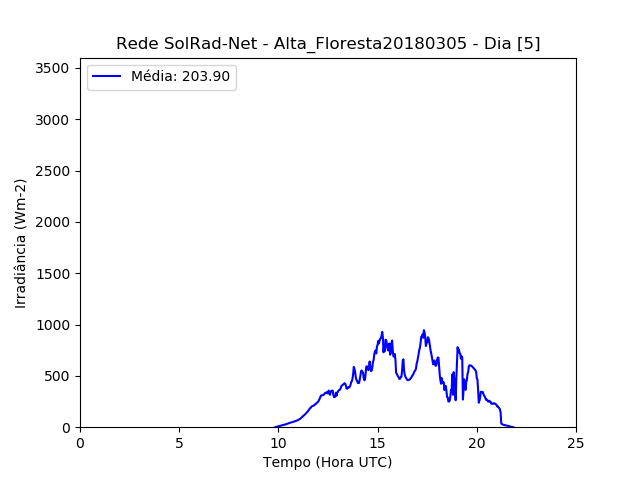 Rede SolRad-Net - Alta_Floresta20180305 - Dia [5]
Média: 203.90
3500
3000
2500
2000
1500
1000
500
0
Irradiância (Wm-2)
0 5 10 15 20 25
Tempo (Hora UTC)